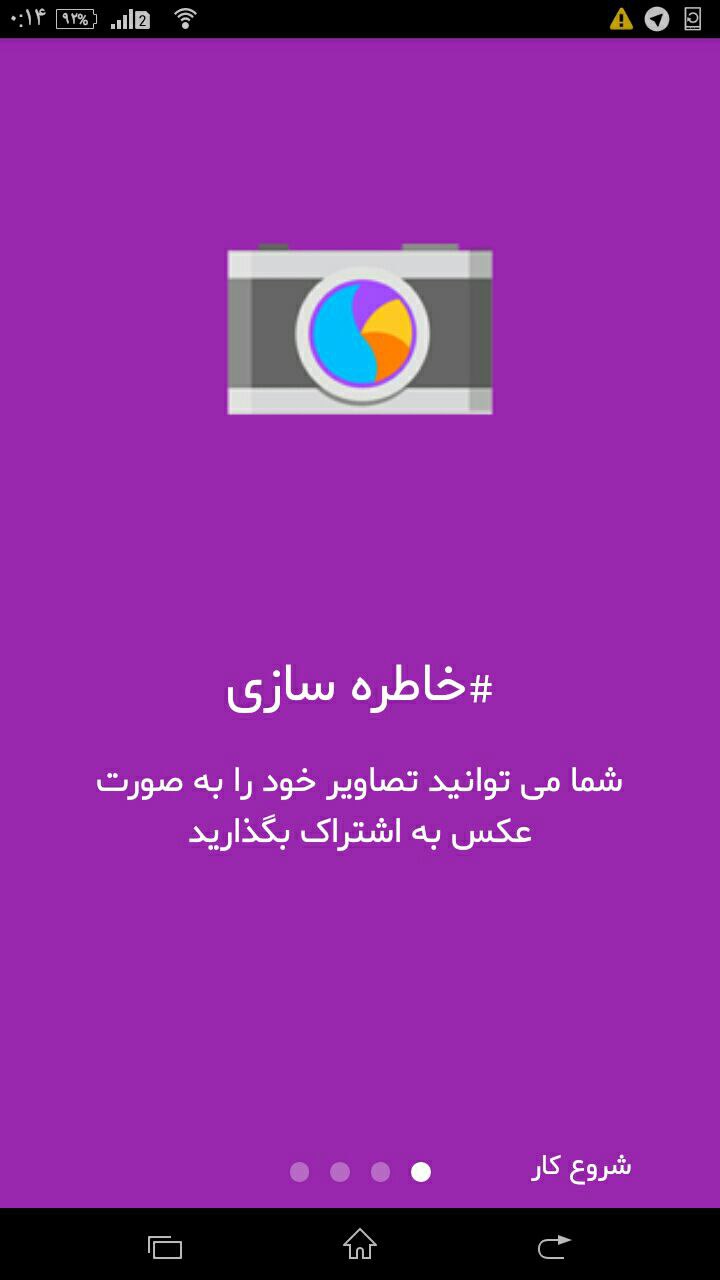 ۰:۱۴
۹۲%
2
#خاطره سازی
شما می توانید تصاویر خود را به صورت
عکس به اشتراک بگذارید
شروع کار